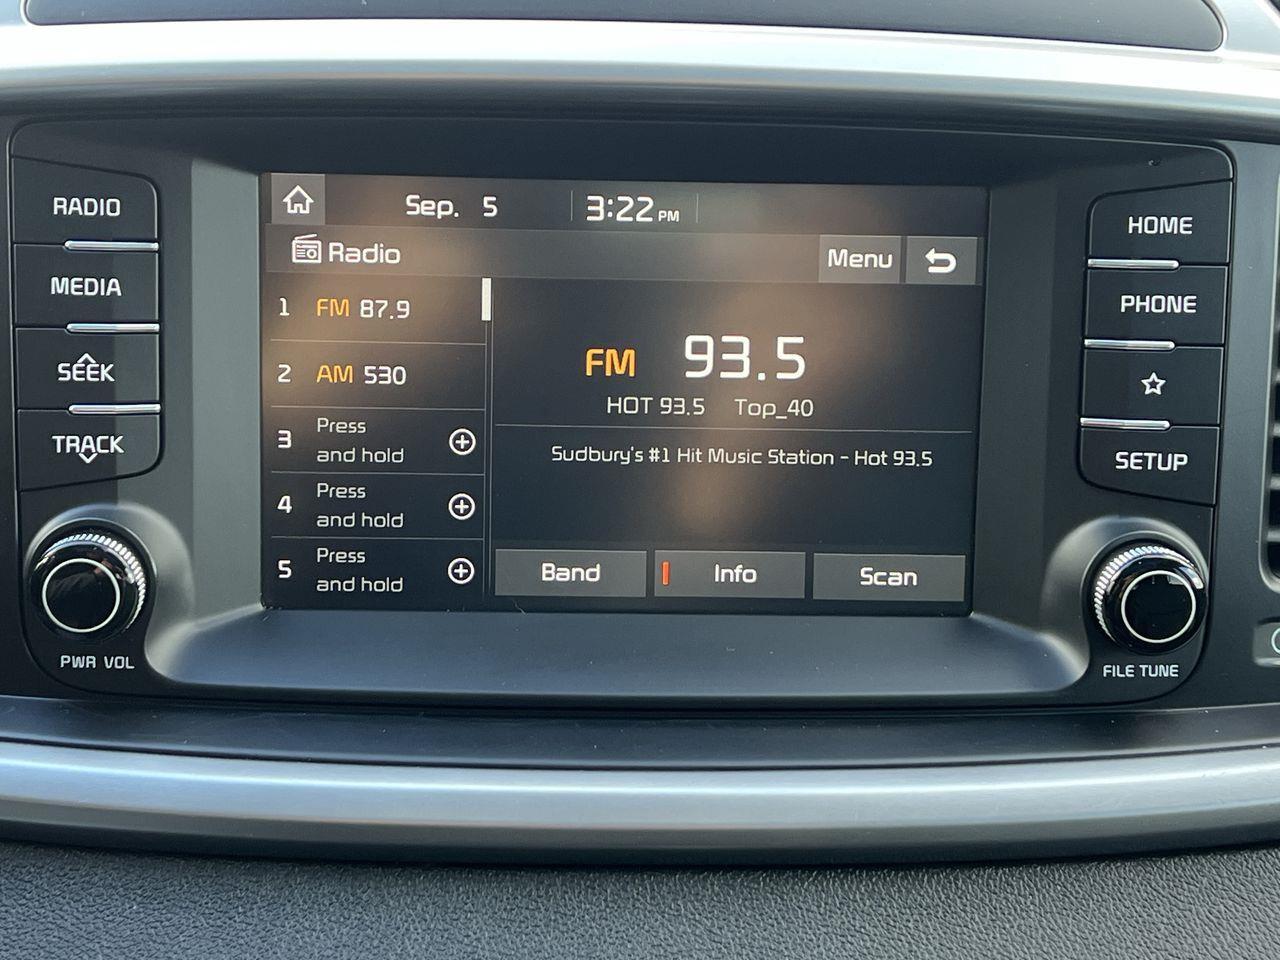 RADIO
MEDIA
SEEK
TRACK
PWR VOL
Sep. 5 3:22 PM
Radio Menu
1 FM 87.9
2 AM 530
3 Press
and hold
4 Press
and hold
5 Press
and hold
FM 93.5
HOT 93.5 Top_40
Sudbury's #1 Hit Music Station - Hot 93.5
Band Info Scan
HOME
PHONE
SETUP
FILE TUNE